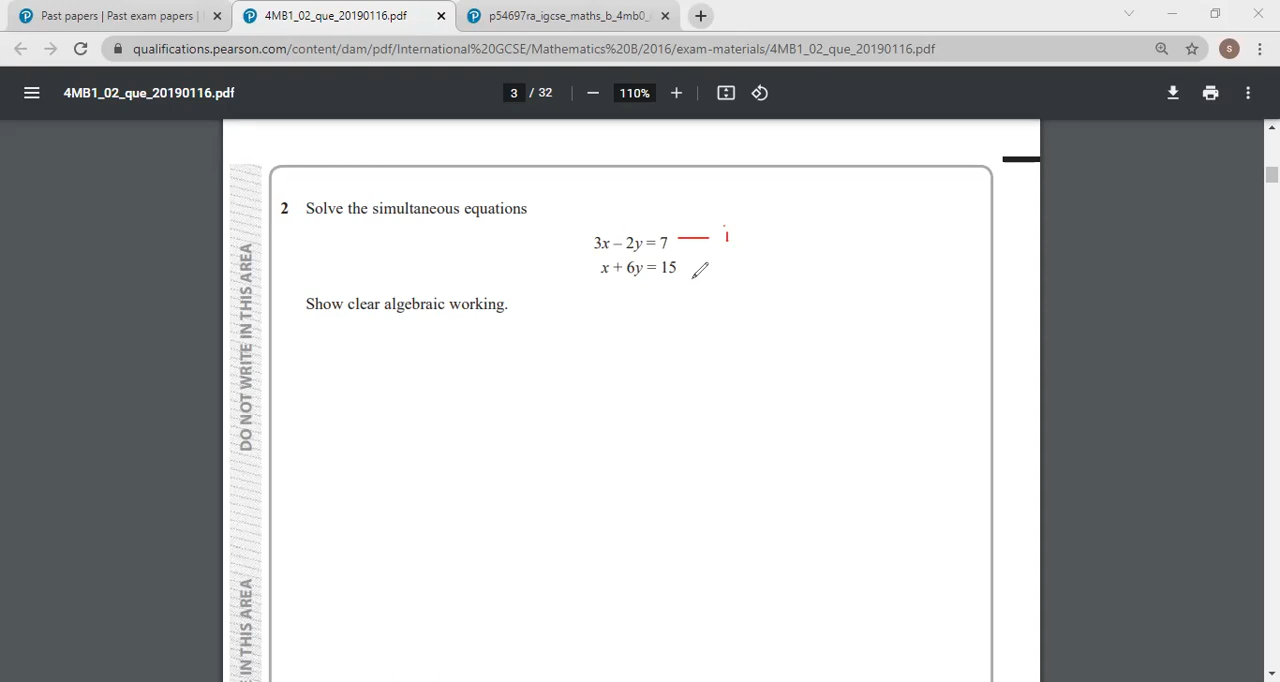 Past papers | Past exam papers |
4MB1_02_que_20190116.pdf
p54697ra_igcse_maths_b_4mb0_
qualifications.pearson.com/content/dam/pdf/International%20GCSE/Mathematics%20B/2016/exam-materials/4MB1_02_que_20190116.pdf
S
4MB1_02_que_20190116.pdf
3 / 32
110%
2 Solve the simultaneous equations
3x – 2y = 7 — i
x + 6y = 15
Show clear algebraic working.
DO NOT WRITE IN THIS AREA
E IN THIS AREA